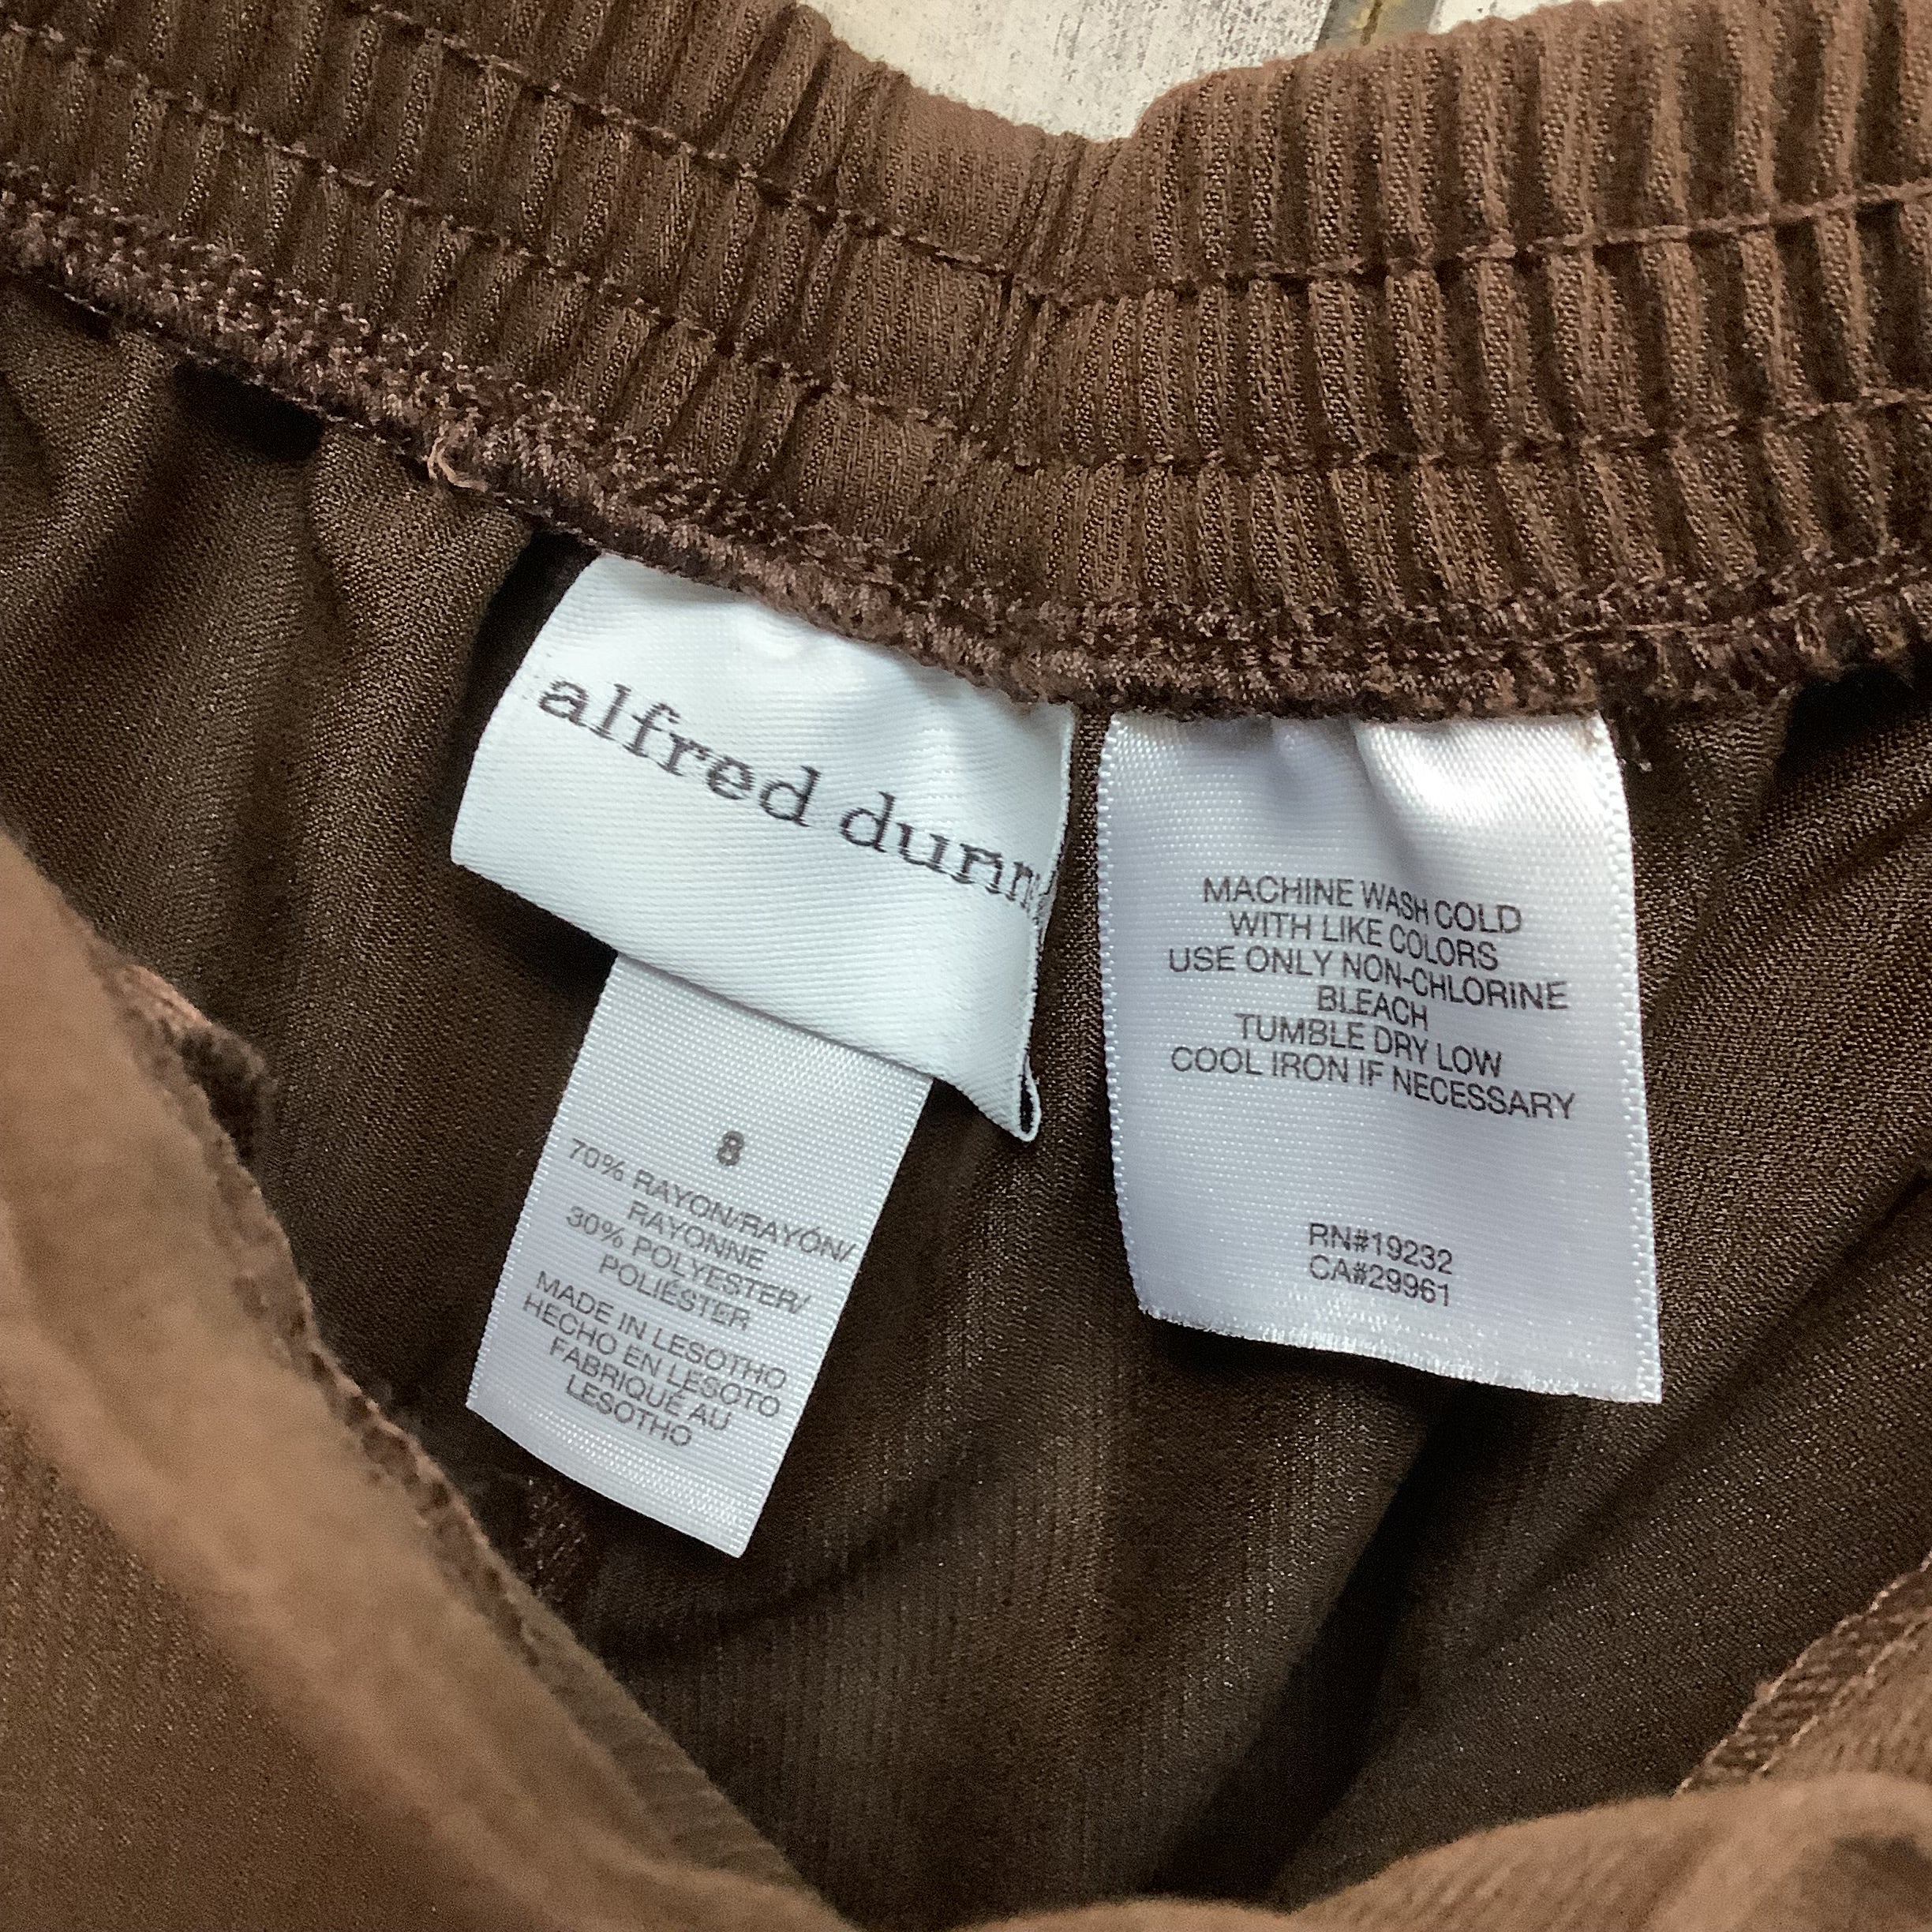 alfred dunn
8
70% RAYON/RAYÓN/
RAYONNE
30% POLYESTER/
POLIÉSTER
MADE IN LESOTHO
HECHO EN LESOTO
FABRIQUÉ AU
LESOTHO
MACHINE WASH COLD
WITH LIKE COLORS
USE ONLY NON-CHLORINE
BLEACH
TUMBLE DRY LOW
COOL IRON IF NECESSARY
RN#19232
CA#29961